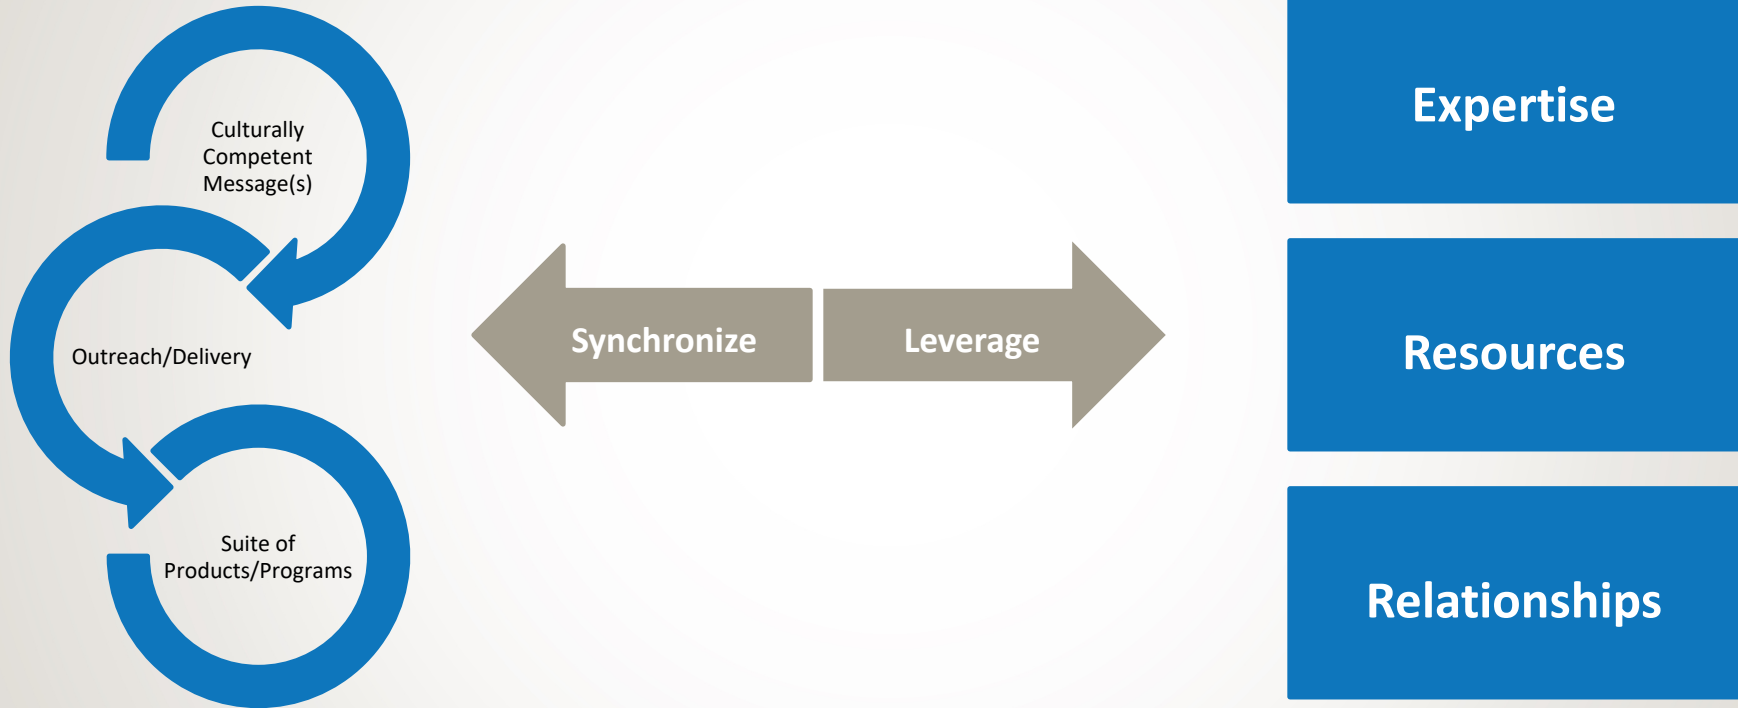 Culturally
Competent
Message(s)
Outreach/Delivery
Suite of
Products/Programs
Synchronize
Leverage
Expertise
Resources
Relationships